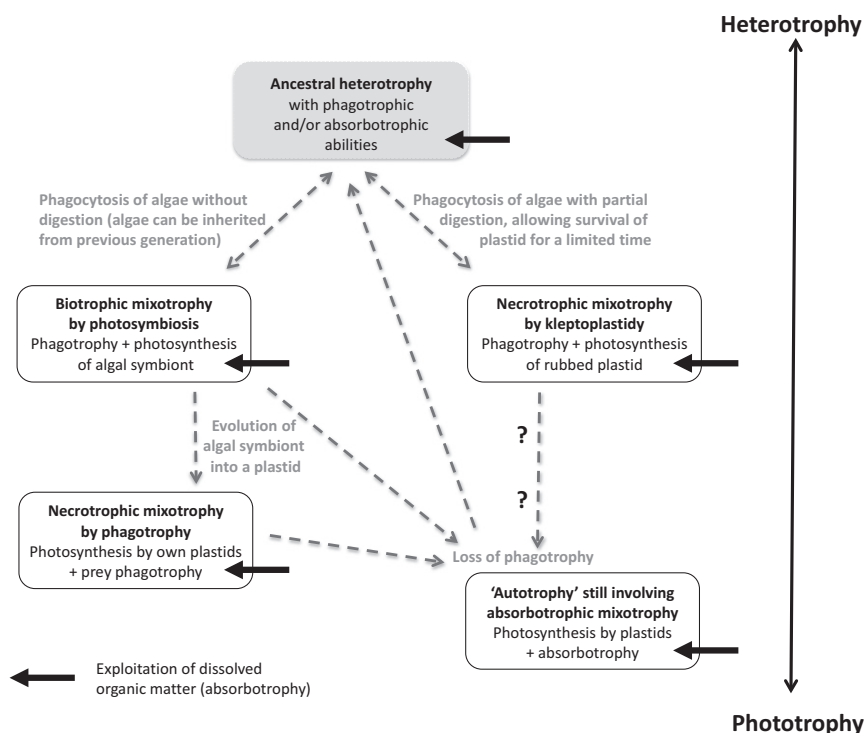 Heterotrophy
Ancestral heterotrophy
with phagotrophic
and/or absorbotrophic
abilities
Phagocytosis of algae without
digestion (algae can be inherited
from previous generation)
Phagocytosis of algae with partial
digestion, allowing survival of
plastid for a limited time
Biotrophic mixotrophy
by photosymbiosis
Phagotrophy + photosynthesis
of algal symbiont
Necrotrophic mixotrophy
by kleptoplastidy
Phagotrophy + photosynthesis
of rubbed plastid
Evolution of
algal symbiont
into a plastid
?
?
Necrotrophic mixotrophy
by phagotrophy
Photosynthesis by own plastids
+ prey phagotrophy
Loss of phagotrophy
‘Autotrophy’ still involving
absorbotrophic mixotrophy
Photosynthesis by plastids
+ absorbotrophy
Exploitation of dissolved
organic matter (absorbotrophy)
Phototrophy